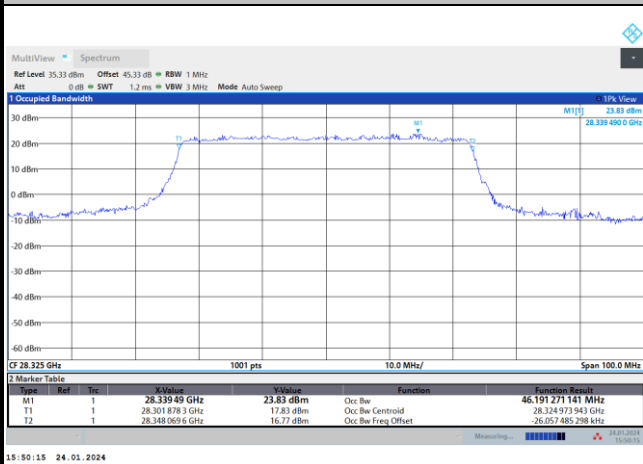 MultiView Spectrum
Ref Level 35.33 dBm Offset 45.33 dB RBW 1 MHz
Att 0 dB SWT 1.2 ms VBW 3 MHz Mode Auto Sweep
1 Occupied Bandwidth 1Pk View
M1[1] 23.83 dBm
28.339 490 0 GHz
30 dBm
M1
T1 T2
20 dBm
10 dBm
0 dBm
-10 dBm
-20 dBm
-30 dBm
-40 dBm
-50 dBm
-60 dBm
CF 28.325 GHz 1001 pts 10.0 MHz/ Span 100.0 MHz
2 Marker Table
Type Ref Trc X-Value Y-Value Function Function Result
M1 1 28.339 49 GHz 23.83 dBm Occ Bw 46.191 271 141 MHz
T1 1 28.301 878 3 GHz 17.83 dBm Occ Bw Centroid 28.324 973 943 GHz
T2 1 28.348 069 6 GHz 16.77 dBm Occ Bw Freq Offset -26.057 485 298 kHz
Measuring... 24.01.2024
15:50:15
15:50:15 24.01.2024